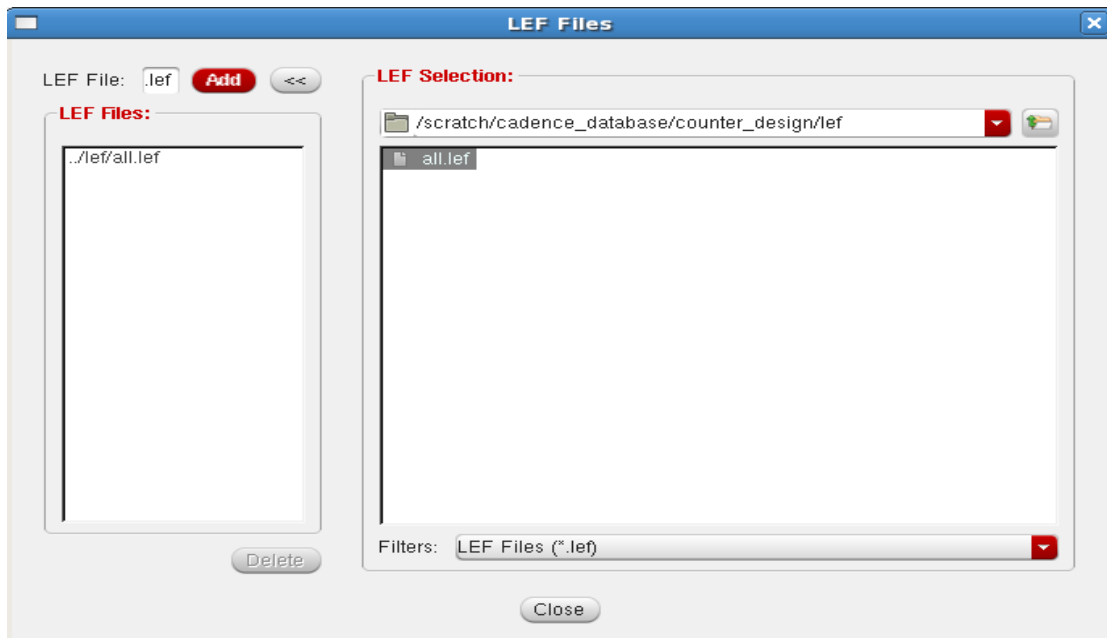 LEF Files
LEF File: .lef Add <<
LEF Files:
../lef/all.lef
Delete
LEF Selection:
/scratch/cadence_database/counter_design/lef
all.lef
Filters: LEF Files (*.lef)
Close